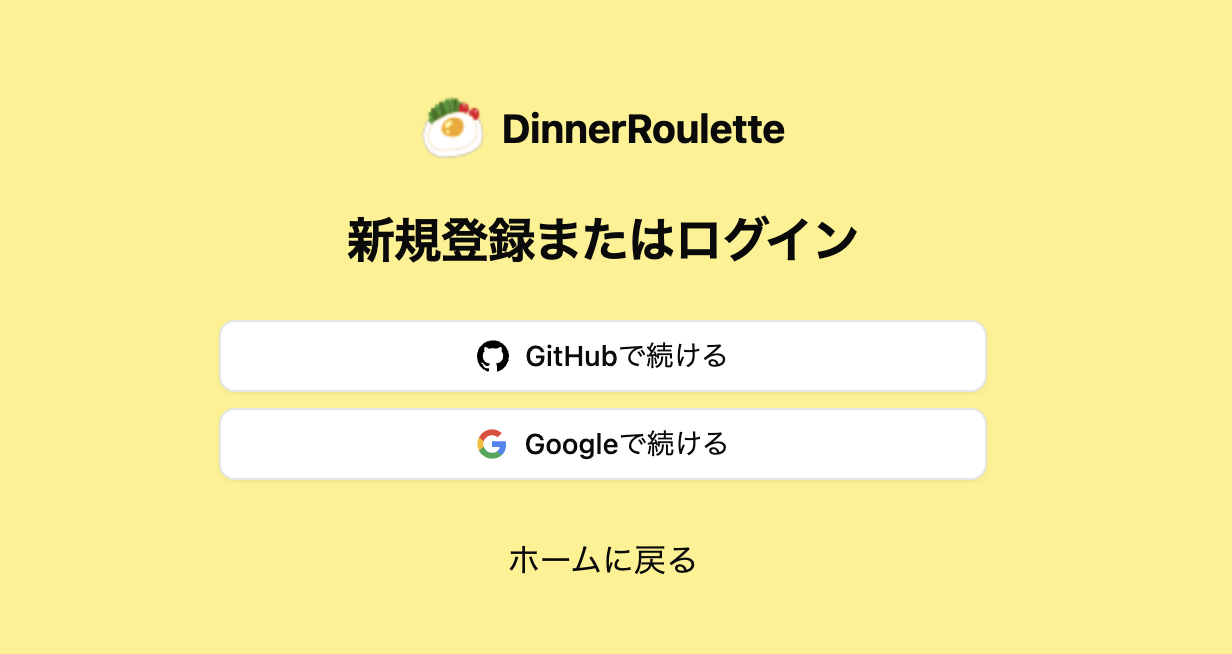 DinnerRoulette
新規登録またはログイン
GitHubで続ける
Googleで続ける
ホームに戻る